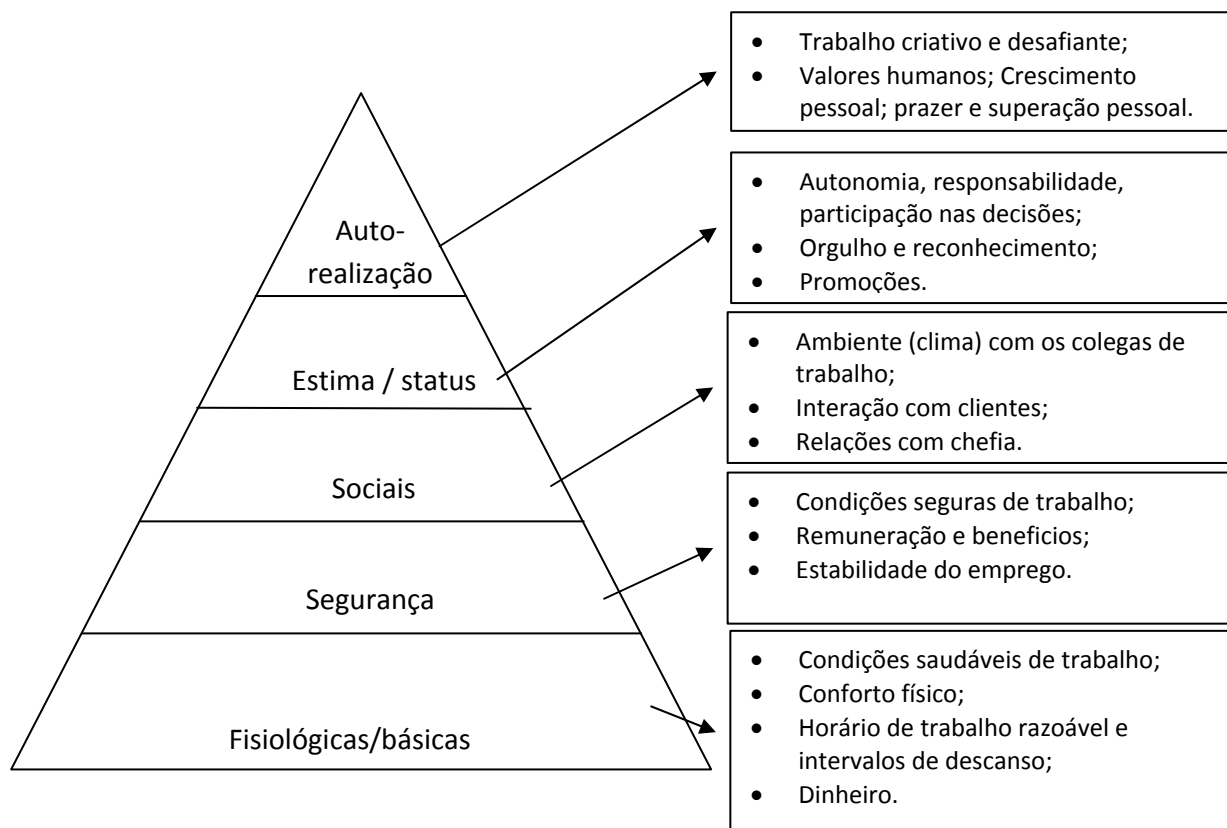 • Trabalho criativo e desafiante;
• Valores humanos; Crescimento
pessoal; prazer e superação pessoal.
Auto-
realização
• Autonomia, responsabilidade,
participação nas decisões;
• Orgulho e reconhecimento;
• Promoções.
Estima / status
• Ambiente (clima) com os colegas de
trabalho;
• Interação com clientes;
• Relações com chefia.
Sociais
• Condições seguras de trabalho;
• Remuneração e beneficios;
• Estabilidade do emprego.
Segurança
• Condições saudáveis de trabalho;
• Conforto físico;
• Horário de trabalho razoável e
intervalos de descanso;
• Dinheiro.
Fisiológicas/básicas